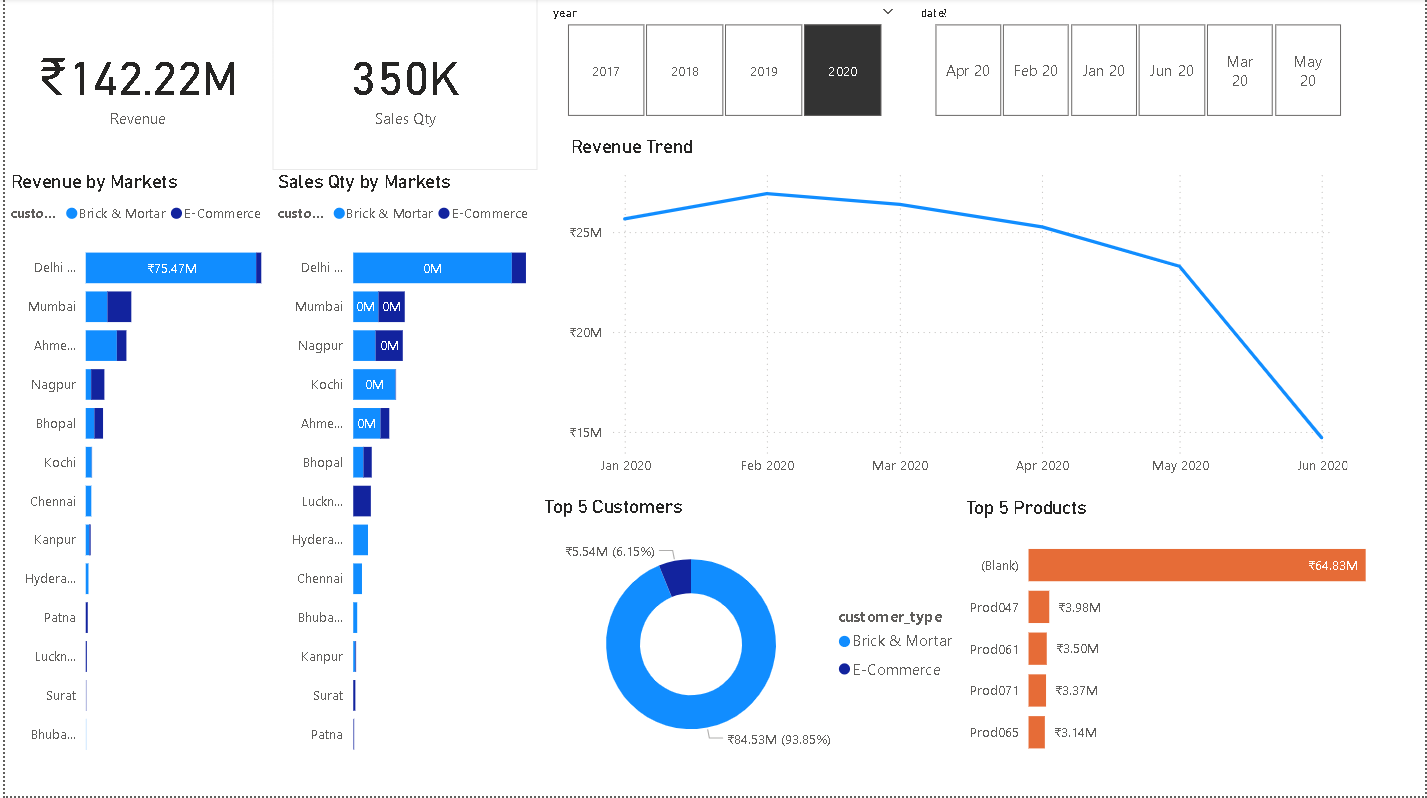 ₹142.22M
Revenue
350K
Sales Qty
year
2017
2018
2019
2020
date!
Apr 20
Feb 20
Jan 20
Jun 20
Mar
20
May
20
Revenue by Markets
custo...
Brick & Mortar
E-Commerce
Delhi ...
₹75.47M
Mumbai
Ahme...
Nagpur
Bhopal
Kochi
Chennai
Kanpur
Hydera...
Patna
Luckn...
Surat
Bhuba...
Sales Qty by Markets
custo...
Brick & Mortar
E-Commerce
Delhi ...
0M
Mumbai
0M
0M
Nagpur
0M
Kochi
0M
Ahme...
0M
Bhopal
Luckn...
Hydera...
Chennai
Bhuba...
Kanpur
Surat
Patna
Revenue Trend
₹25M
₹20M
₹15M
Jan 2020
Feb 2020
Mar 2020
Apr 2020
May 2020
Jun 2020
Top 5 Customers
₹5.54M (6.15%)
₹84.53M (93.85%)
customer_type
Brick & Mortar
E-Commerce
Top 5 Products
(Blank)
₹64.83M
Prod047
₹3.98M
Prod061
₹3.50M
Prod071
₹3.37M
Prod065
₹3.14M